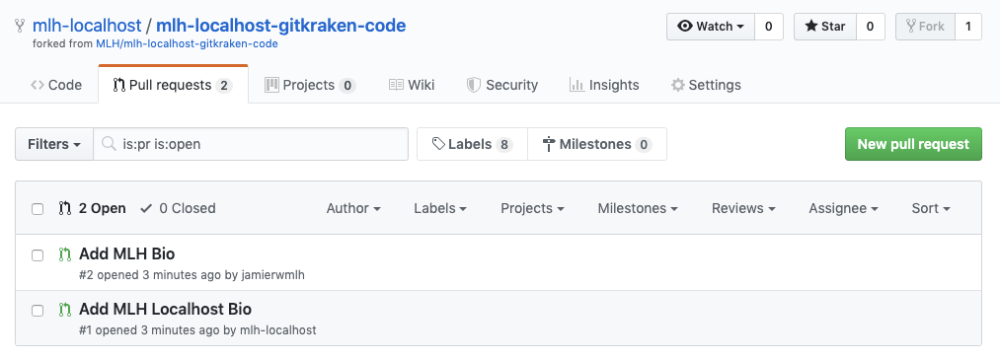 mlh-localhost / mlh-localhost-gitkraken-code
Watch 0 Star 0 Fork 1
forked from MLH/mlh-localhost-gitkraken-code
Code Pull requests 2 Projects 0 Wiki Security Insights Settings
Filters is:pr is:open Labels 8 Milestones 0 New pull request
2 Open 0 Closed Author Labels Projects Milestones Reviews Assignee Sort
Add MLH Bio
#2 opened 3 minutes ago by jamierwmlh
Add MLH Localhost Bio
#1 opened 3 minutes ago by mlh-localhost